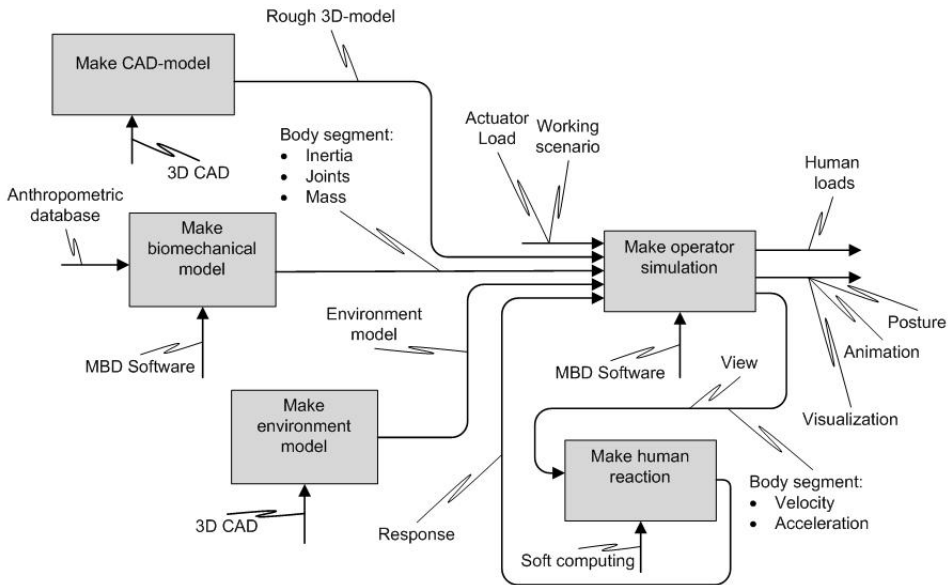 Rough 3D-model
Make CAD-model
3D CAD
Body segment:
• Inertia
• Joints
• Mass
Actuator
Load
Working
scenario
Human
loads
Anthropometric
database
Make
biomechanical
model
MBD Software
Make operator
simulation
MBD Software
Posture
Animation
Visualization
Environment
model
View
Make
environment
model
3D CAD
Response
Make human
reaction
Soft computing
Body segment:
• Velocity
• Acceleration